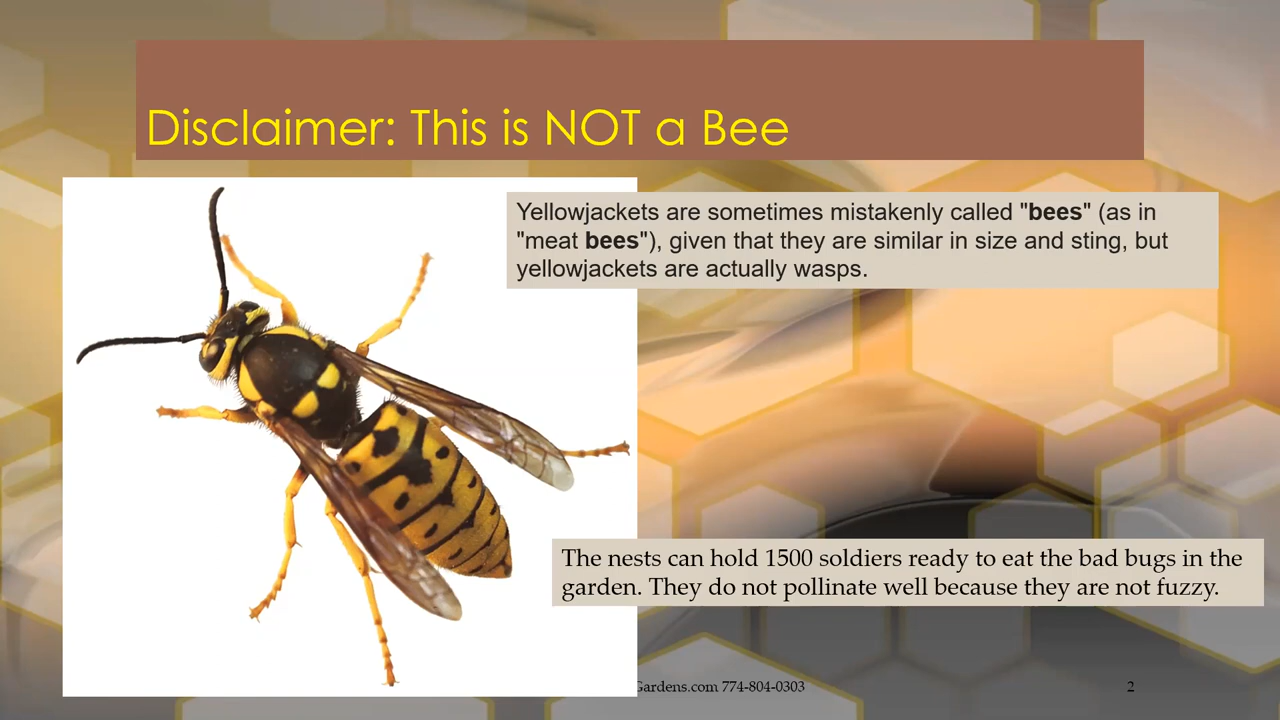 Disclaimer: This is NOT a Bee
Yellowjackets are sometimes mistakenly called "bees" (as in
"meat bees"), given that they are similar in size and sting, but
yellowjackets are actually wasps.
The nests can hold 1500 soldiers ready to eat the bad bugs in the
garden. They do not pollinate well because they are not fuzzy.
Gardens.com 774-804-0303
2